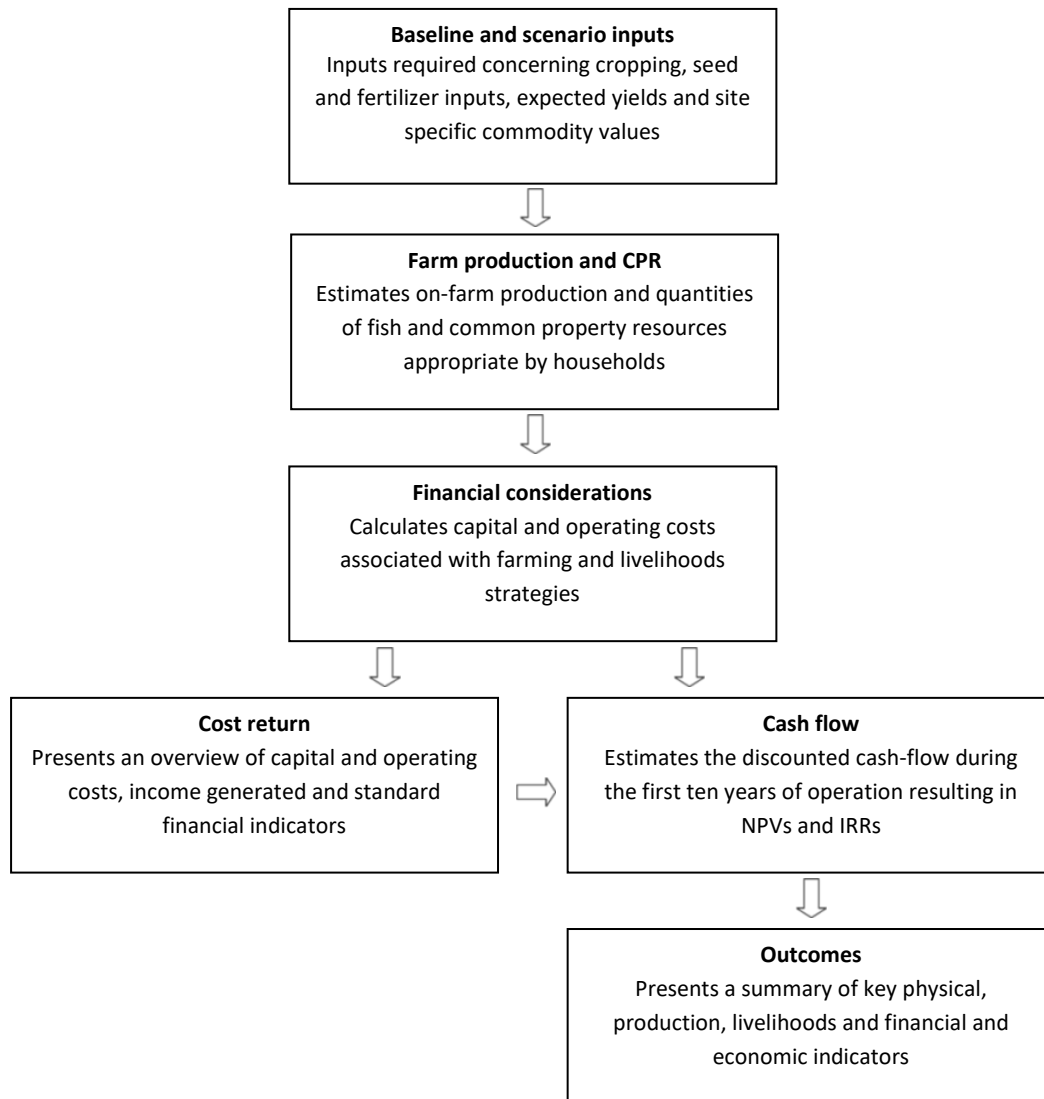 Baseline and scenario inputs
Inputs required concerning cropping, seed
and fertilizer inputs, expected yields and site
specific commodity values
Farm production and CPR
Estimates on-farm production and quantities
of fish and common property resources
appropriate by households
Financial considerations
Calculates capital and operating costs
associated with farming and livelihoods
strategies
Cost return
Presents an overview of capital and operating
costs, income generated and standard
financial indicators
Cash flow
Estimates the discounted cash-flow during
the first ten years of operation resulting in
NPVs and IRRs
Outcomes
Presents a summary of key physical,
production, livelihoods and financial and
economic indicators